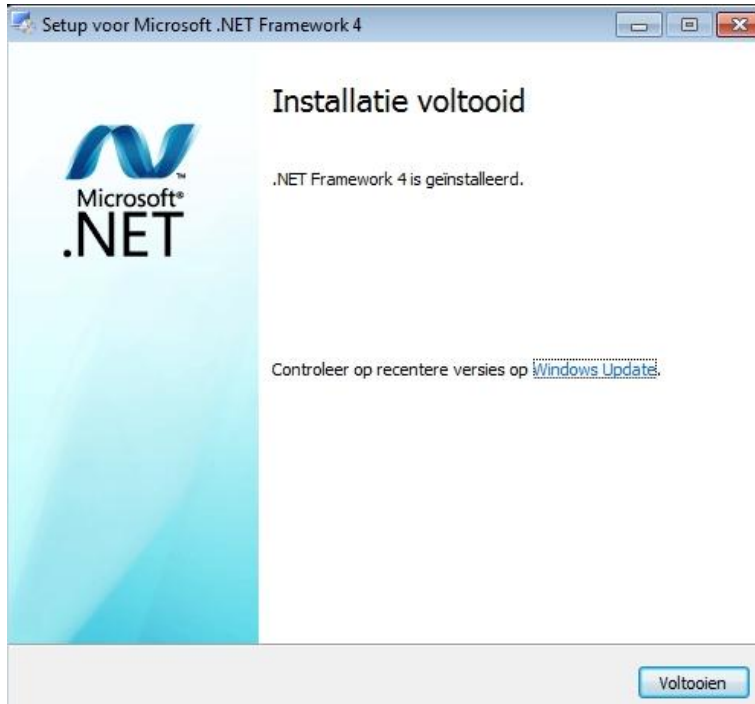 Setup voor Microsoft .NET Framework 4
Microsoft®
.NET
Installatie voltooid
.NET Framework 4 is geïnstalleerd.
Controleer op recentere versies op Windows Update.
Voltooien